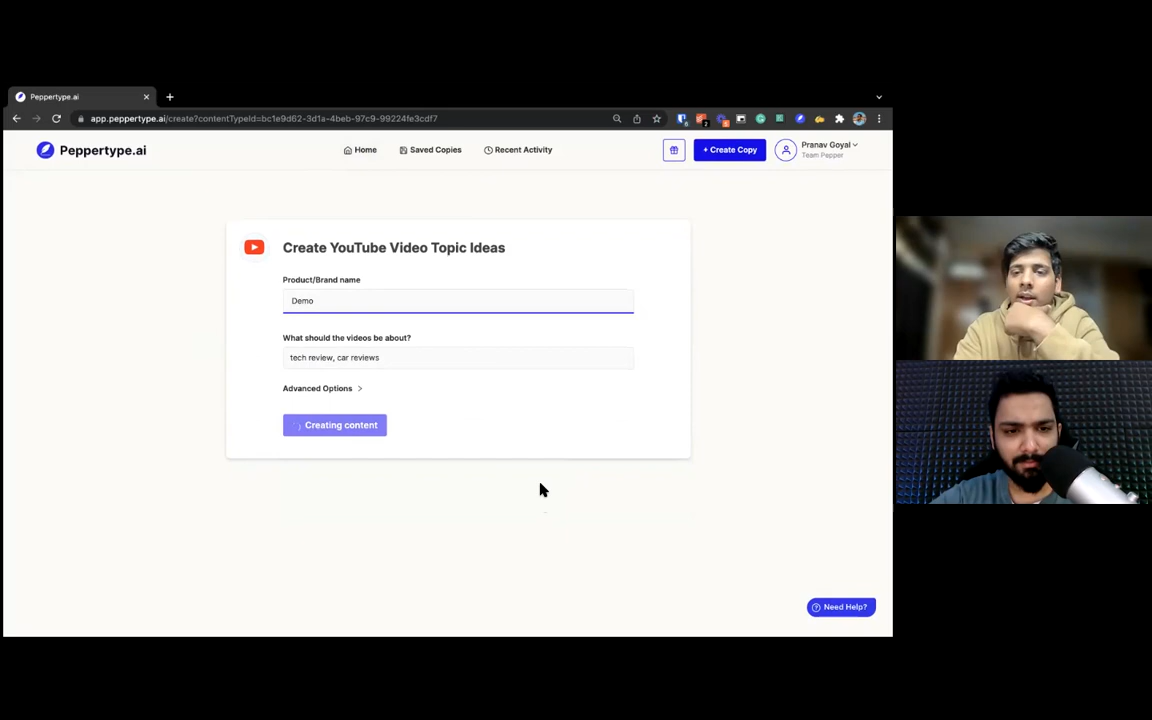 Peppertype.ai
app.peppertype.ai/create?contentTypeId=bc1e9d62-3d1a-4beb-97c9-99224fe3cdf7
Peppertype.ai
Home
Saved Copies
Recent Activity
+ Create Copy
Pranav Goyal
Team Pepper
Create YouTube Video Topic Ideas
Product/Brand name
Demo
What should the videos be about?
tech review, car reviews
Advanced Options
Creating content
Need Help?